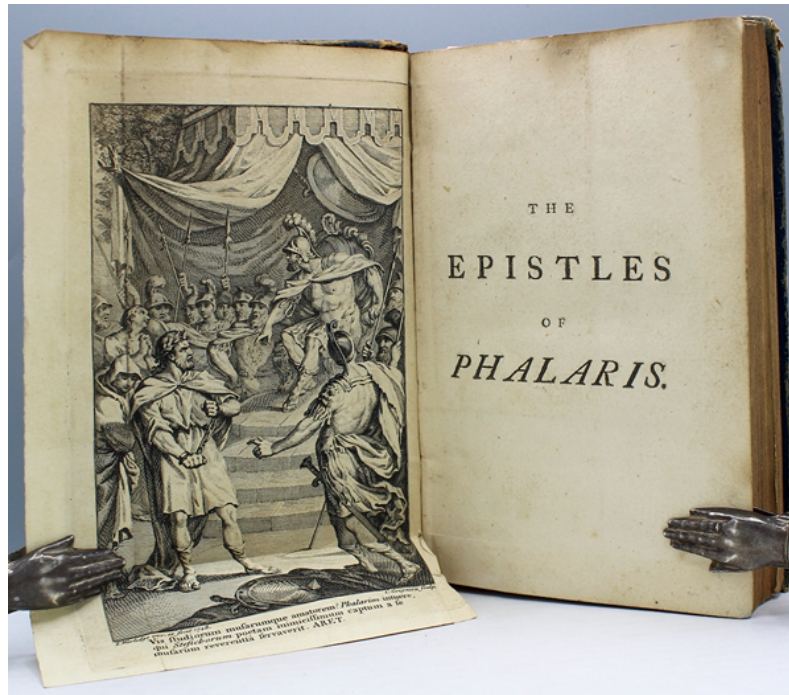 Vis studiorum musarumque amatorem! Phalarim intuere,
qui Stesichorum poetam inimicissimum captum a se
musarum reverentiâ servaverit. ARET.
THE
EPISTLES
OF
PHALARIS.